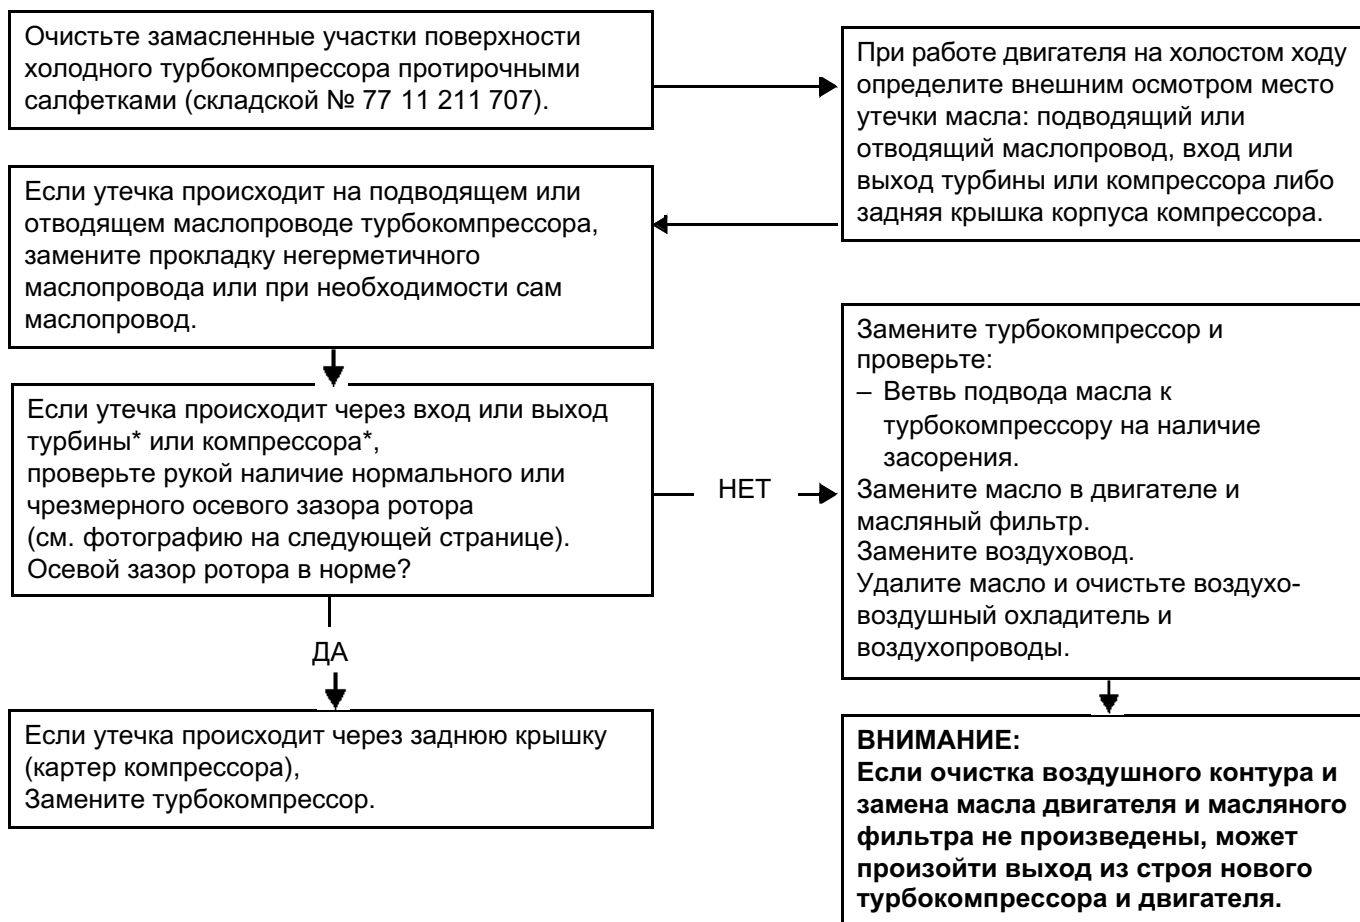 Очистьте замасленные участки поверхности
холодного турбокомпрессора протирочными
салфетками (складской № 77 11 211 707).
При работе двигателя на холостом ходу
определите внешним осмотром место
утечки масла: подводящий или
отводящий маслопровод, вход или
выход турбины или компрессора либо
задняя крышка корпуса компрессора.
Если утечка происходит на подводящем или
отводящем маслопроводе турбокомпрессора,
замените прокладку негерметичного
маслопровода или при необходимости сам
маслопровод.
Если утечка происходит через вход или выход
турбины* или компрессора*,
проверьте рукой наличие нормального или
чрезмерного осевого зазора ротора
(см. фотографию на следующей странице).
Осевой зазор ротора в норме?
НЕТ
Замените турбокомпрессор и
проверьте:
– Ветвь подвода масла к
турбокомпрессору на наличие
засорения.
Замените масло в двигателе и
масляный фильтр.
Замените воздуховод.
Удалите масло и очистьте воздухо-
воздушный охладитель и
воздухопроводы.
ДА
Если утечка происходит через заднюю крышку
(картер компрессора),
Замените турбокомпрессор.
ВНИМАНИЕ:
Если очистка воздушного контура и
замена масла двигателя и масляного
фильтра не произведены, может
произойти выход из строя нового
турбокомпрессора и двигателя.